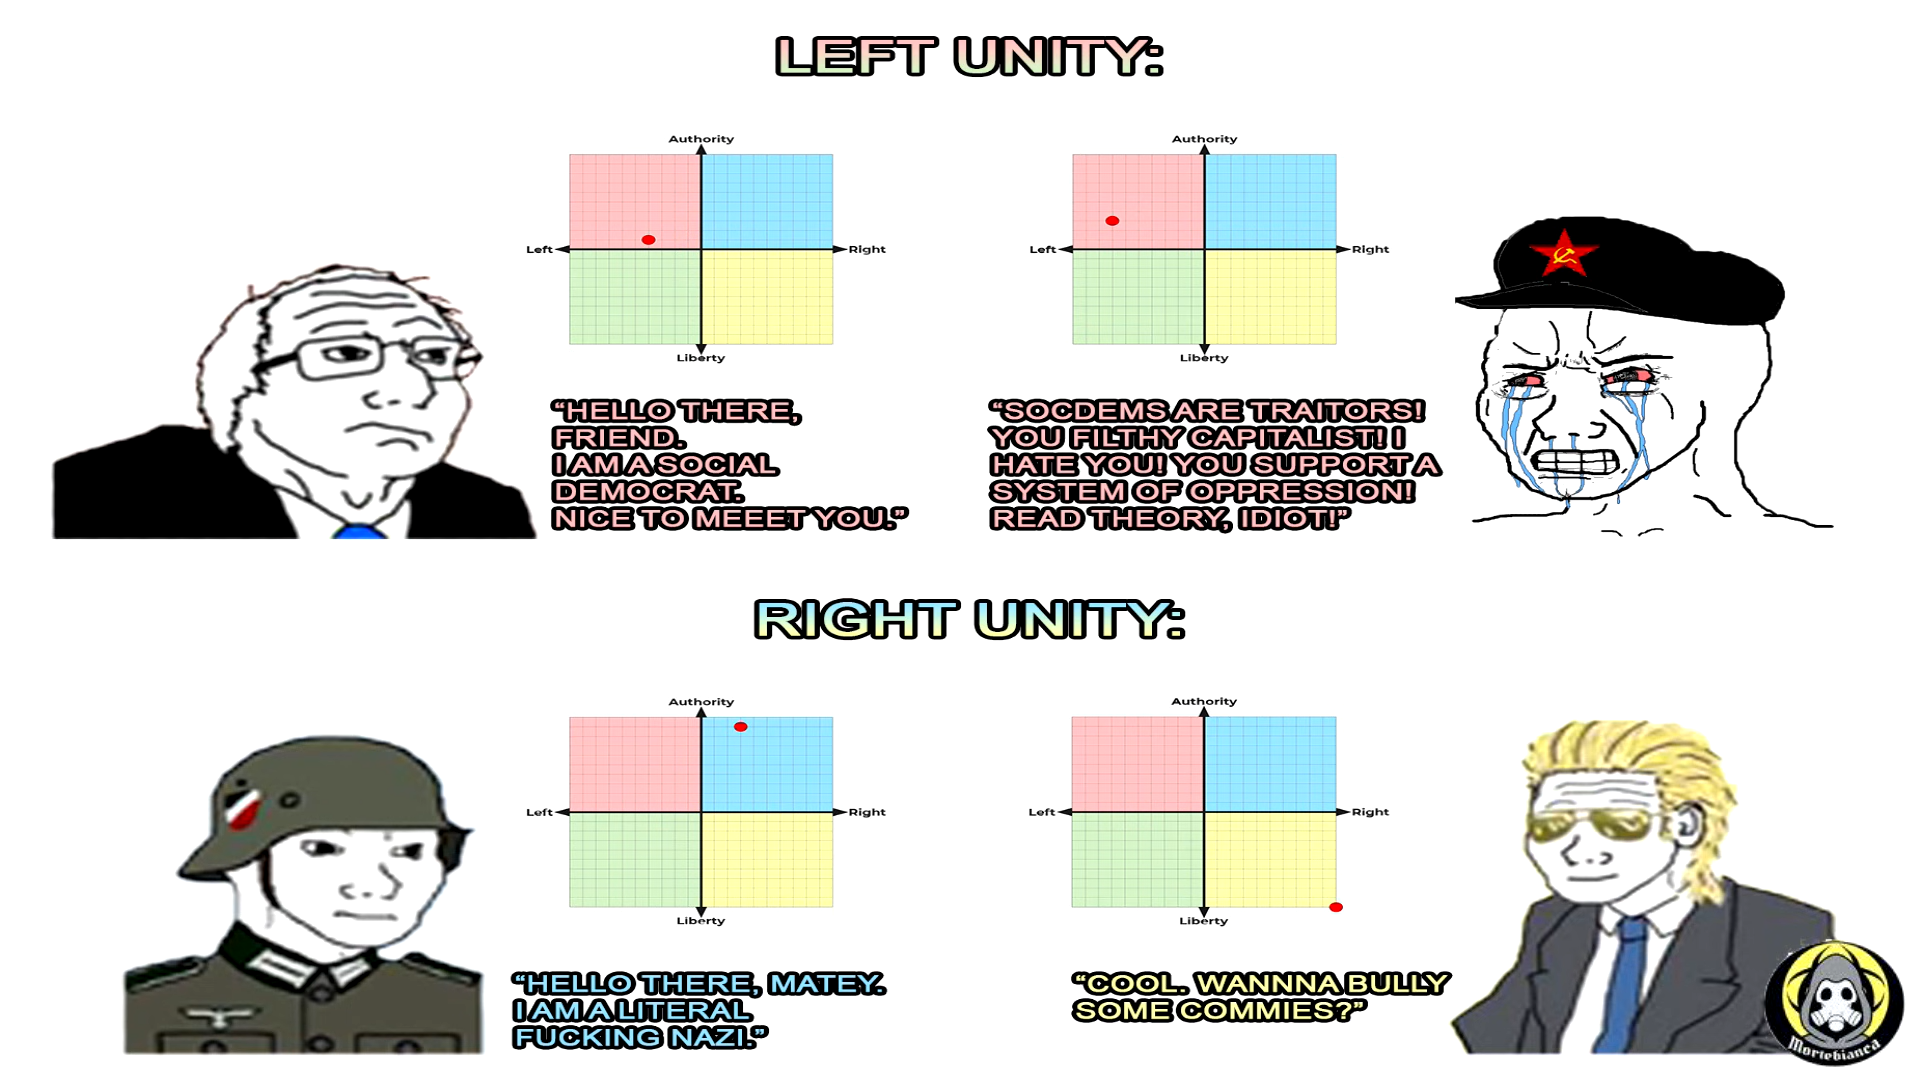 LEFT UNITY:
Authority
Left
Right
Liberty
Authority
Left
Right
Liberty
“HELLO THERE,
FRIEND.
I AM A SOCIAL
DEMOCRAT.
NICE TO MEEET YOU.”
“SOCDEMS ARE TRAITORS!
YOU FILTHY CAPITALIST! I
HATE YOU! YOU SUPPORT A
SYSTEM OF OPPRESSION!
READ THEORY, IDIOT!”
RIGHT UNITY:
Authority
Left
Right
Liberty
Authority
Left
Right
Liberty
“HELLO THERE, MATEY.
I AM A LITERAL
FUCKING NAZI.”
“COOL. WANNNA BULLY
SOME COMMIES?”
Mortebianca